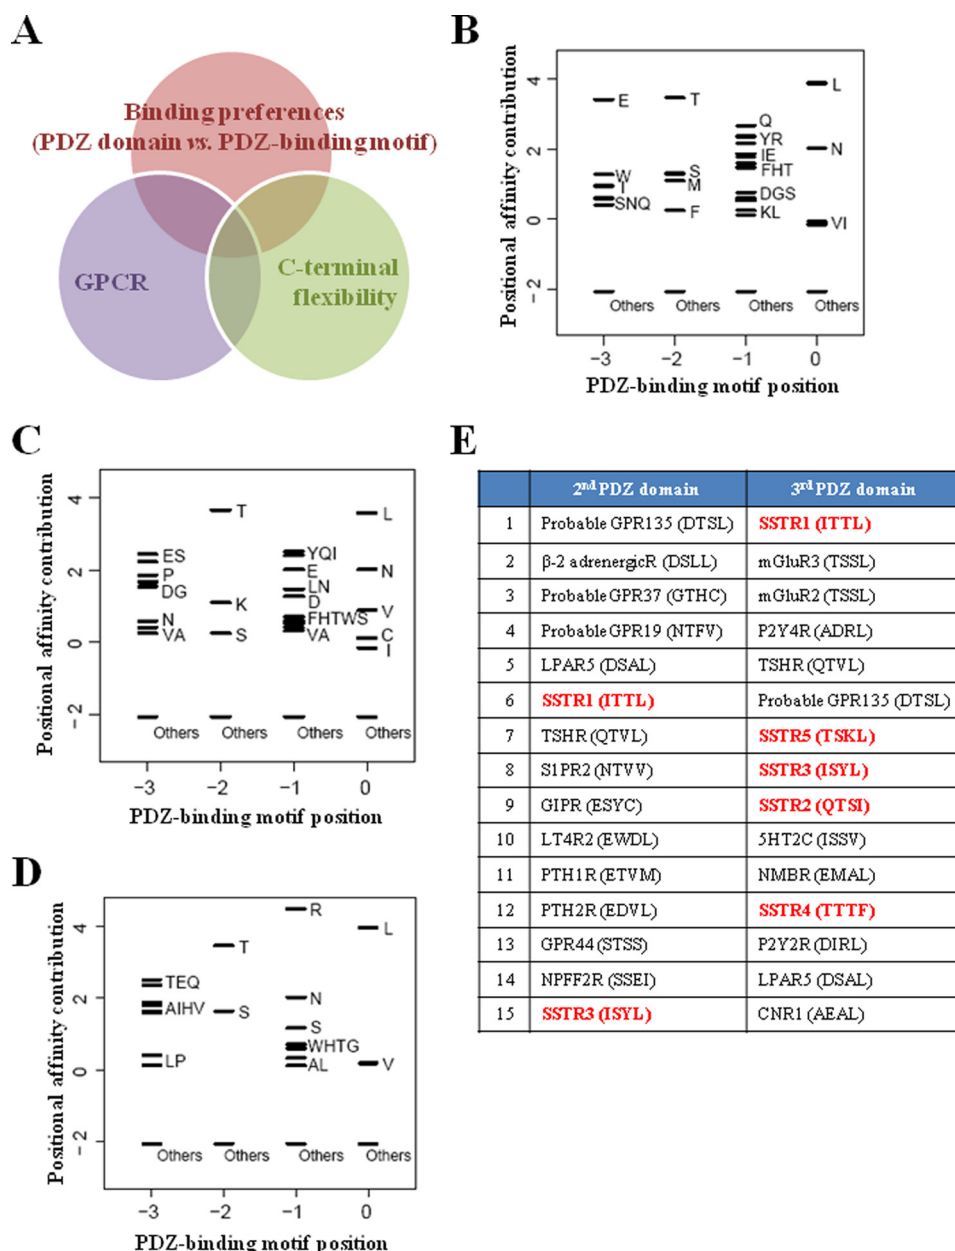 A
Binding preferences
(PDZ domain vs. PDZ-binding motif)
GPCR
C-terminal
flexibility
B
Positional affinity contribution
4
2
0
−2
E
W
T
SNQ
Others
T
S
M
F
Others
Q
YR
IE
FHT
DGS
KL
Others
L
N
VI
Others
−3 −2 −1 0
PDZ-binding motif position
C
Positional affinity contribution
4
2
0
−2
ES
P
DG
N
VA
Others
T
K
S
Others
YQI
E
LN
D
FHTWS
VA
Others
L
N
V
C
I
Others
−3 −2 −1 0
PDZ-binding motif position
D
Positional affinity contribution
4
2
0
−2
TEQ
AIHV
LP
Others
T
S
Others
R
N
S
WHTG
AL
Others
L
V
Others
−3 −2 −1 0
PDZ-binding motif position
E
2nd PDZ domain 3rd PDZ domain
1 Probable GPR135 (DTSL) SSTR1 (ITTL)
2 β-2 adrenergicR (DSLL) mGluR3 (TSSL)
3 Probable GPR37 (GTHC) mGluR2 (TSSL)
4 Probable GPR19 (NTFV) P2Y4R (ADRL)
5 LPAR5 (DSAL) TSHR (QTVL)
6 SSTR1 (ITTL) Probable GPR135 (DTSL)
7 TSHR (QTVL) SSTR5 (TSKL)
8 S1PR2 (NTVV) SSTR3 (ISYL)
9 GIPR (ESYC) SSTR2 (QTSI)
10 LT4R2 (EWDL) 5HT2C (ISSV)
11 PTH1R (ETVM) NMBR (EMAL)
12 PTH2R (EDVL) SSTR4 (TTTF)
13 GPR44 (STSS) P2Y2R (DIRL)
14 NPFF2R (SSEI) LPAR5 (DSAL)
15 SSTR3 (ISYL) CNR1 (AEAL)